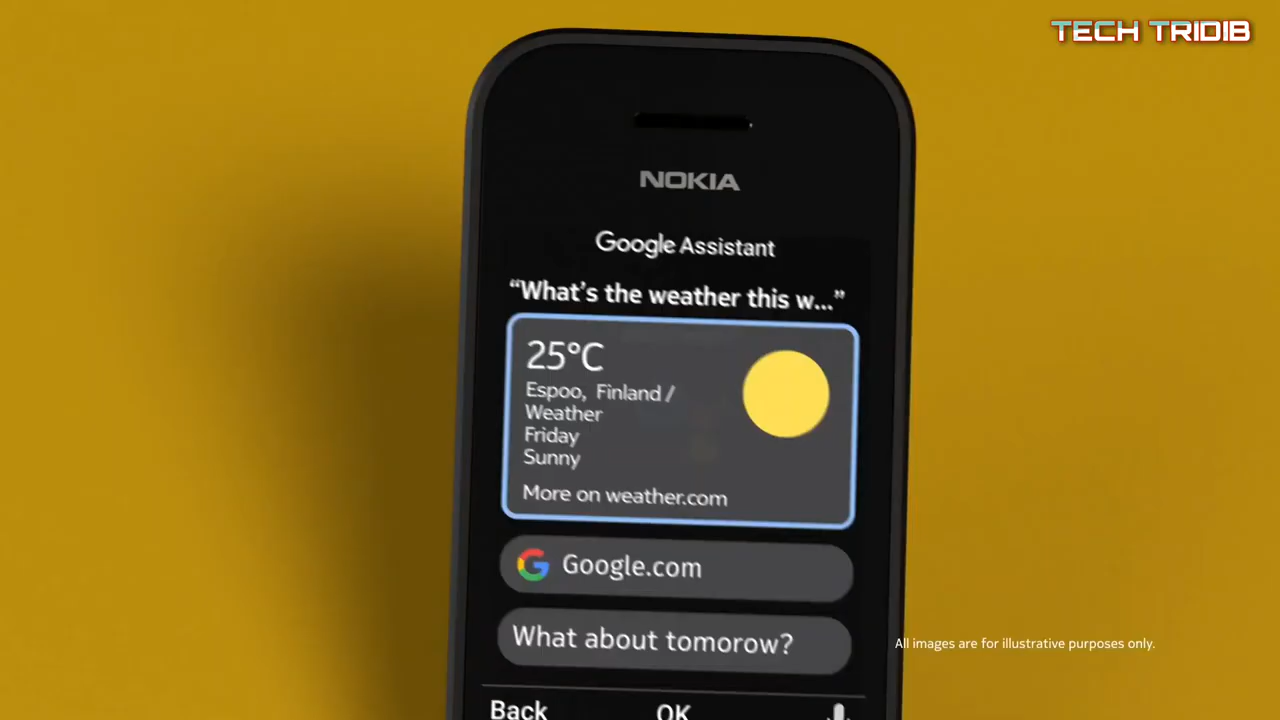 TECH TRIDIB
NOKIA
Google Assistant
“What’s the weather this w...”
25°C
Espoo, Finland /
Weather
Friday
Sunny
More on weather.com
Google.com
What about tomorrow?
All images are for illustrative purposes only.
Back OK